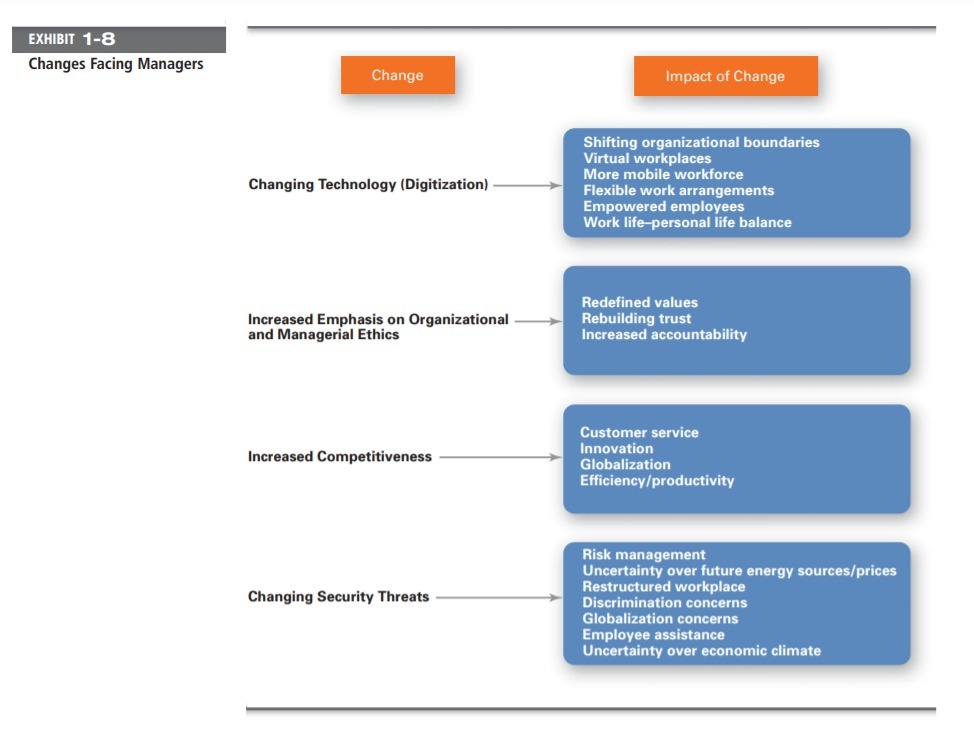 EXHIBIT 1-8
Changes Facing Managers
Change
Impact of Change
Changing Technology (Digitization)
Shifting organizational boundaries
Virtual workplaces
More mobile workforce
Flexible work arrangements
Empowered employees
Work life–personal life balance
Increased Emphasis on Organizational
and Managerial Ethics
Redefined values
Rebuilding trust
Increased accountability
Increased Competitiveness
Customer service
Innovation
Globalization
Efficiency/productivity
Changing Security Threats
Risk management
Uncertainty over future energy sources/prices
Restructured workplace
Discrimination concerns
Globalization concerns
Employee assistance
Uncertainty over economic climate